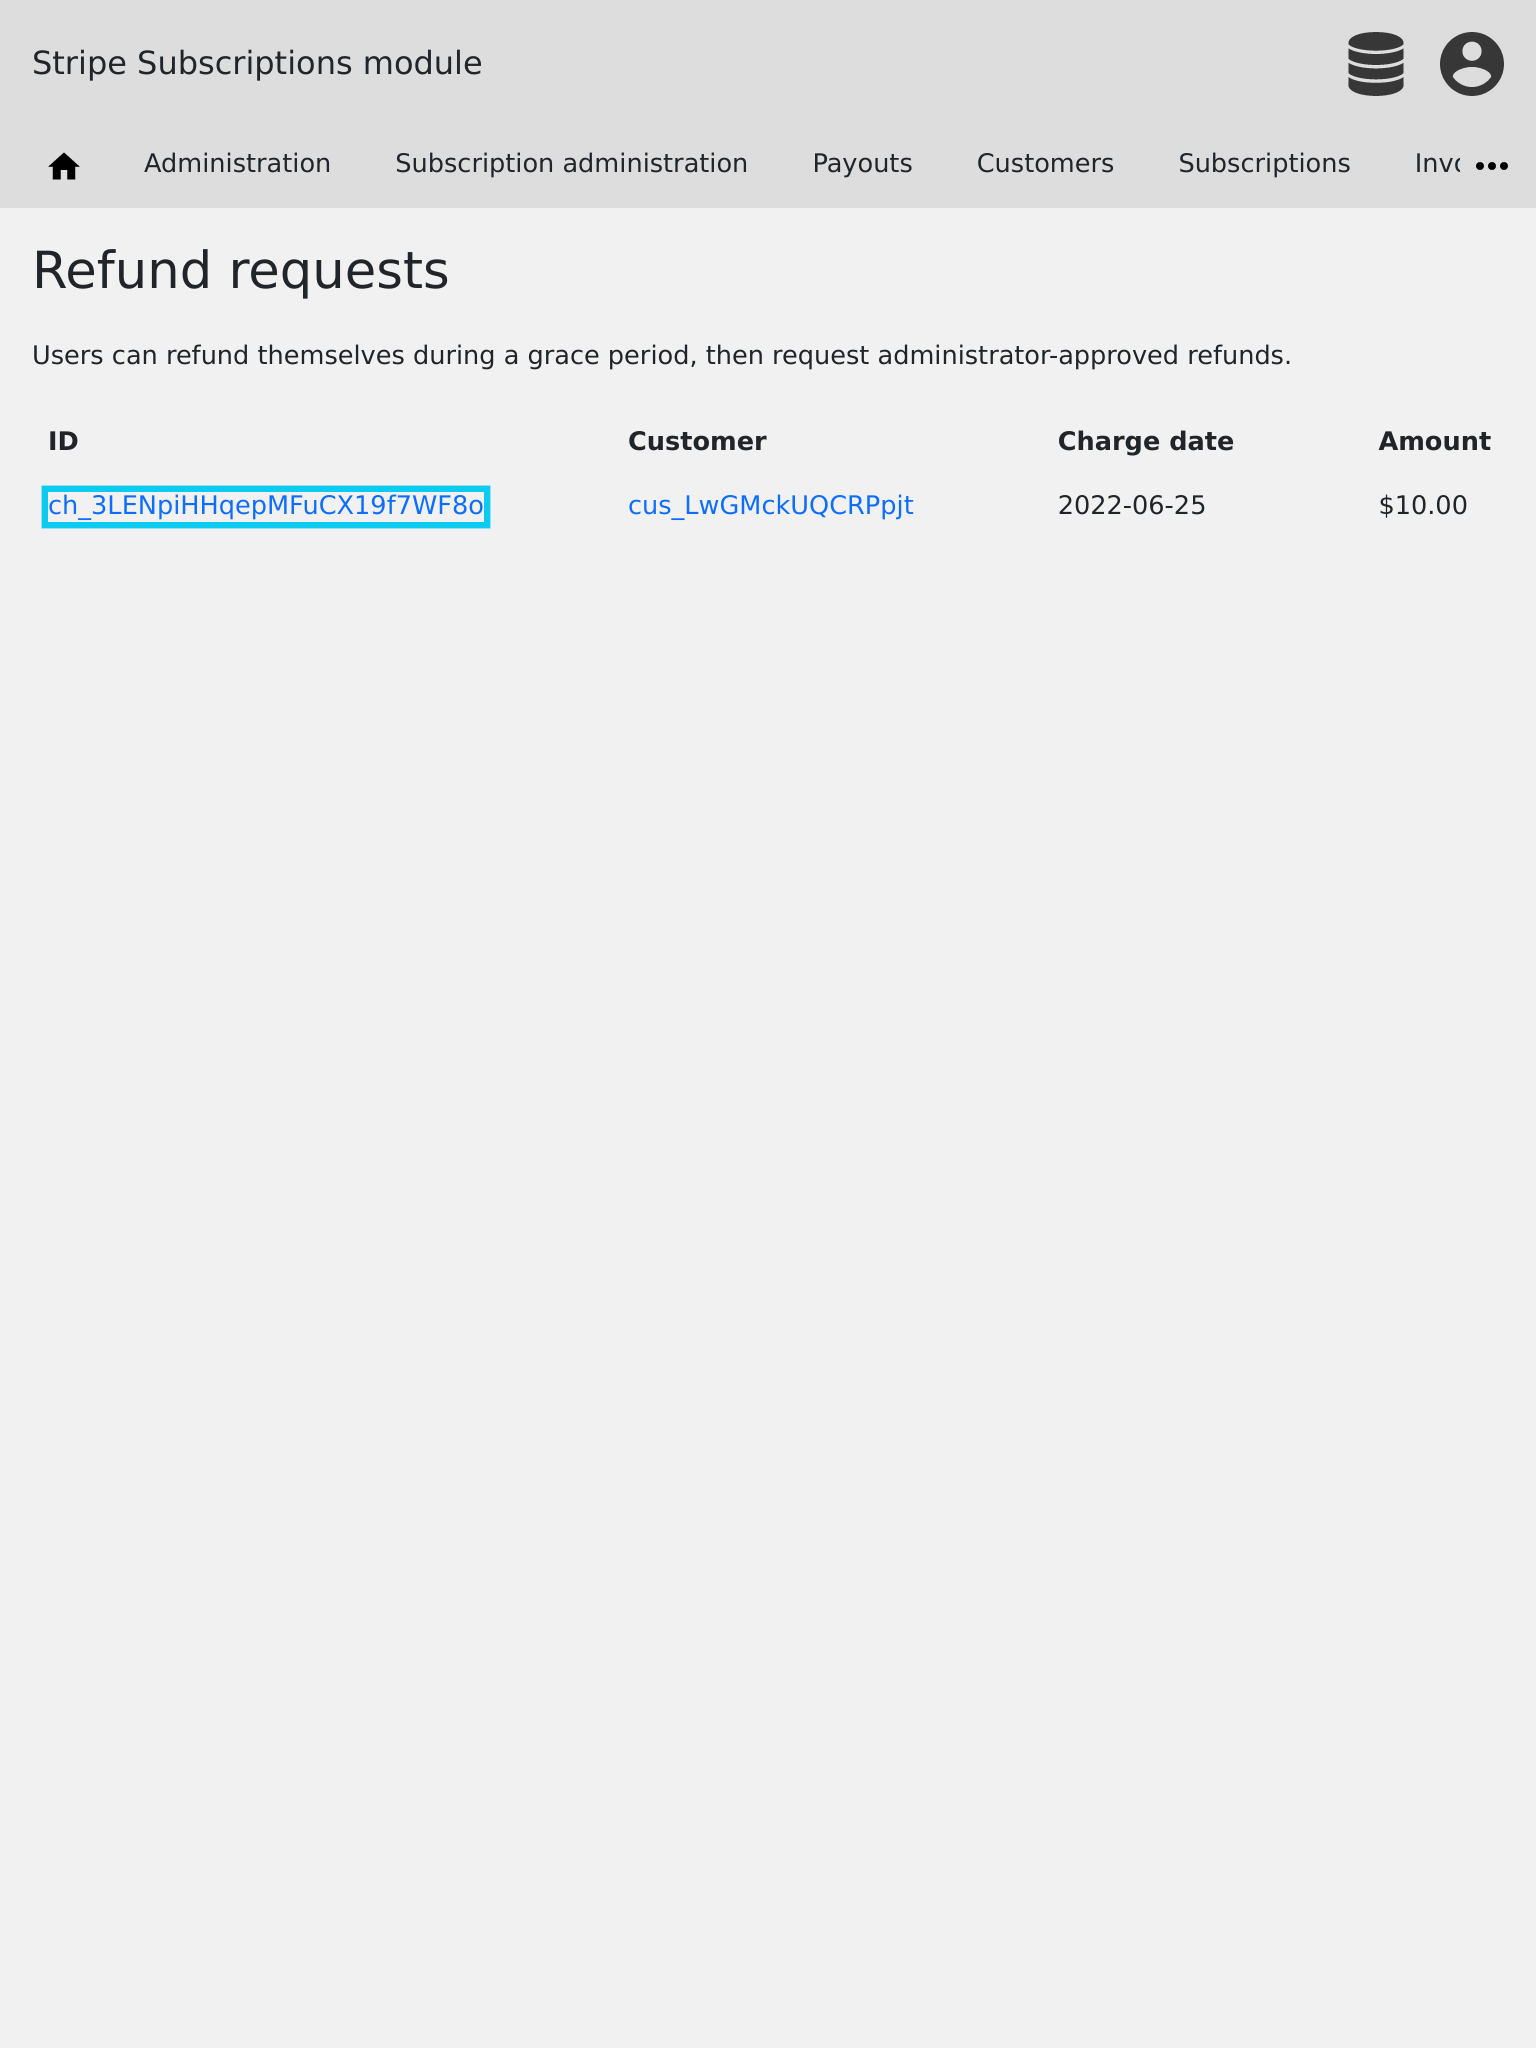 Stripe Subscriptions module
Administration Subscription administration Payouts Customers Subscriptions
Refund requests
Users can refund themselves during a grace period, then request administrator-approved refunds.
ID Customer Charge date Amount
ch_3LENpiHHqepMFuCX19f7WF8o cus_LwGMckUQCRPpjt 2022-06-25 $10.00